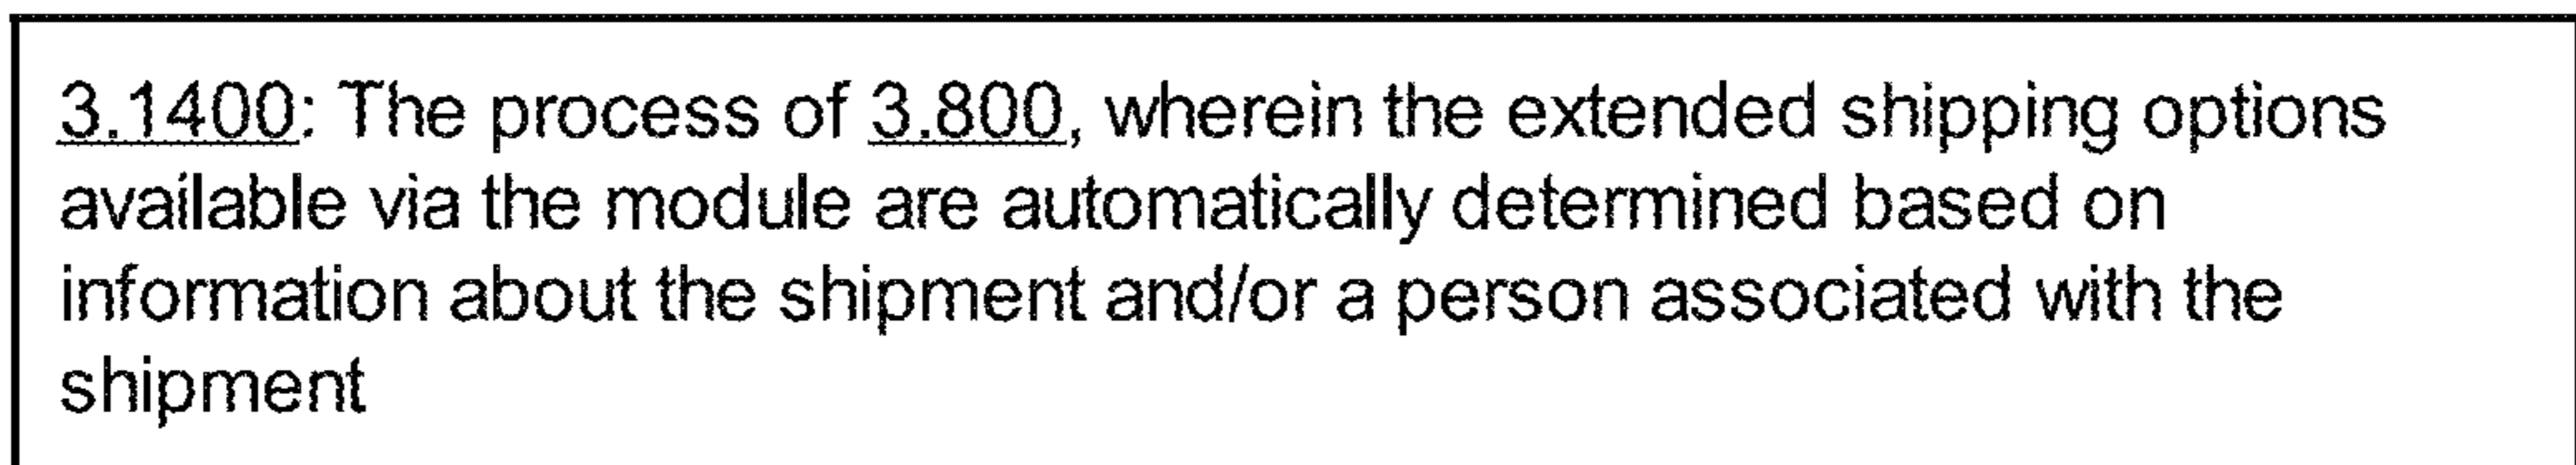 3.1400: The process of 3.800, wherein the extended shipping options
available via the module are automatically determined based on
information about the shipment and/or a person associated with the
shipment